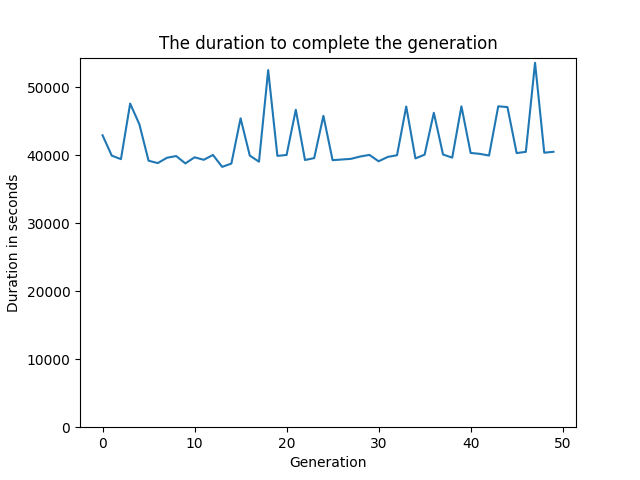 The duration to complete the generation
Duration in seconds
50000
40000
30000
20000
10000
0
0 10 20 30 40 50
Generation